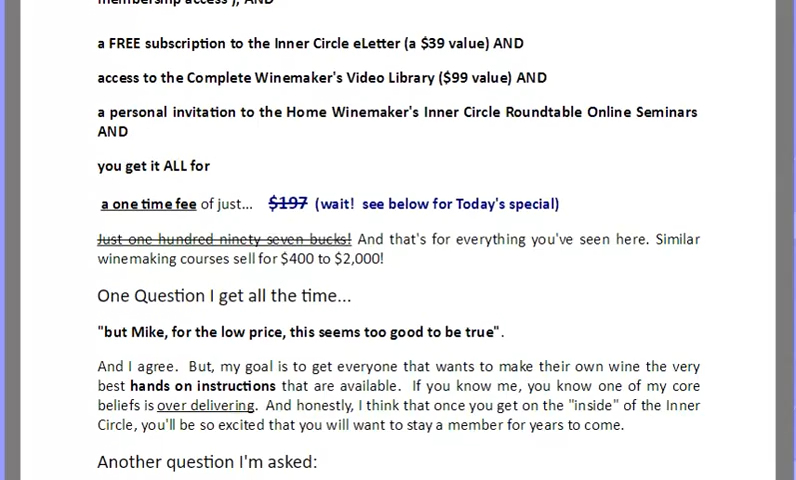 membership access ), AND
a FREE subscription to the Inner Circle eLetter (a $39 value) AND
access to the Complete Winemaker's Video Library ($99 value) AND
a personal invitation to the Home Winemaker's Inner Circle Roundtable Online Seminars
AND
you get it ALL for
a one time fee of just... $197 (wait! see below for Today's special)
Just one hundred ninety seven bucks! And that's for everything you've seen here. Similar
winemaking courses sell for $400 to $2,000!
One Question I get all the time...
"but Mike, for the low price, this seems too good to be true".
And I agree. But, my goal is to get everyone that wants to make their own wine the very
best hands on instructions that are available. If you know me, you know one of my core
beliefs is over delivering. And honestly, I think that once you get on the "inside" of the Inner
Circle, you'll be so excited that you will want to stay a member for years to come.
Another question I'm asked: